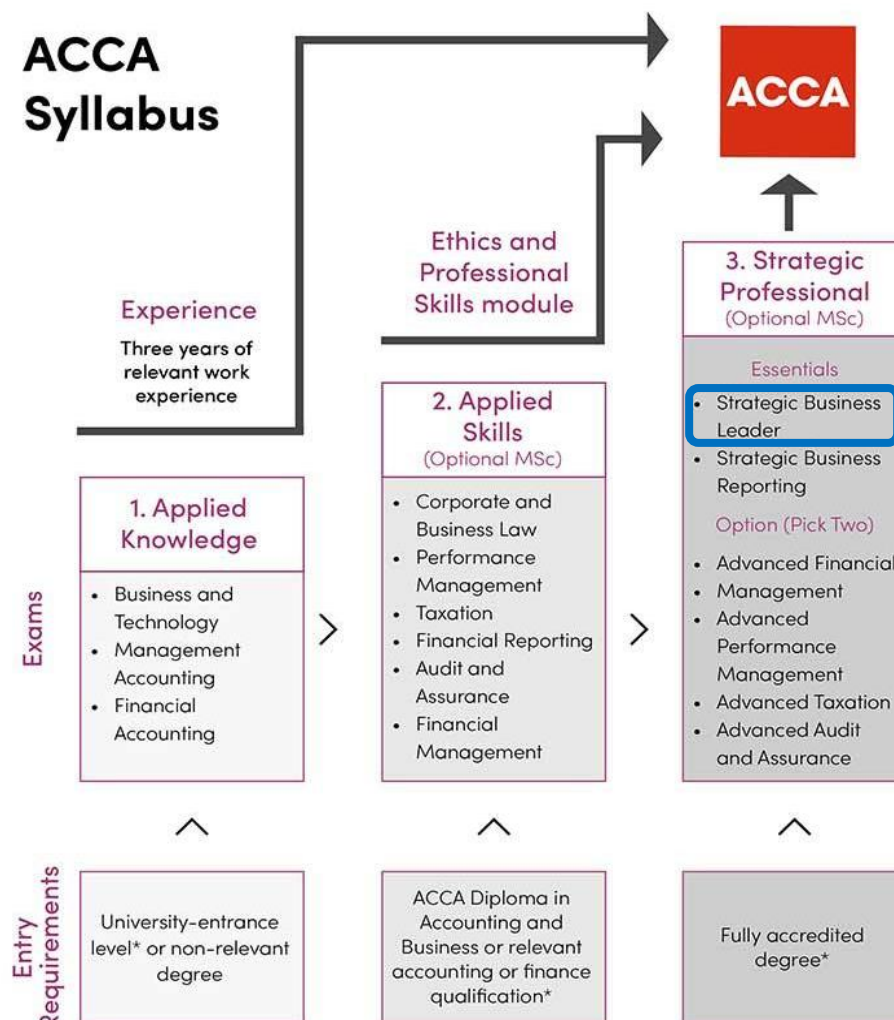 ACCA
Syllabus
ACCA
Experience
Three years of
relevant work
experience
Ethics and
Professional
Skills module
Exams
1. Applied
Knowledge
• Business and
Technology
• Management
Accounting
• Financial
Accounting
>
2. Applied
Skills
(Optional MSc)
• Corporate and
Business Law
• Performance
Management
• Taxation
• Financial Reporting
• Audit and
Assurance
• Financial
Management
>
3. Strategic
Professional
(Optional MSc)
Essentials
• Strategic Business
Leader
• Strategic Business
Reporting
Option (Pick Two)
• Advanced Financial
• Management
• Advanced
Performance
Management
• Advanced Taxation
• Advanced Audit
and Assurance
Entry
Requirements
University-entrance
level* or non-relevant
degree
ACCA Diploma in
Accounting and
Business or relevant
accounting or finance
qualification*
Fully accredited
degree*